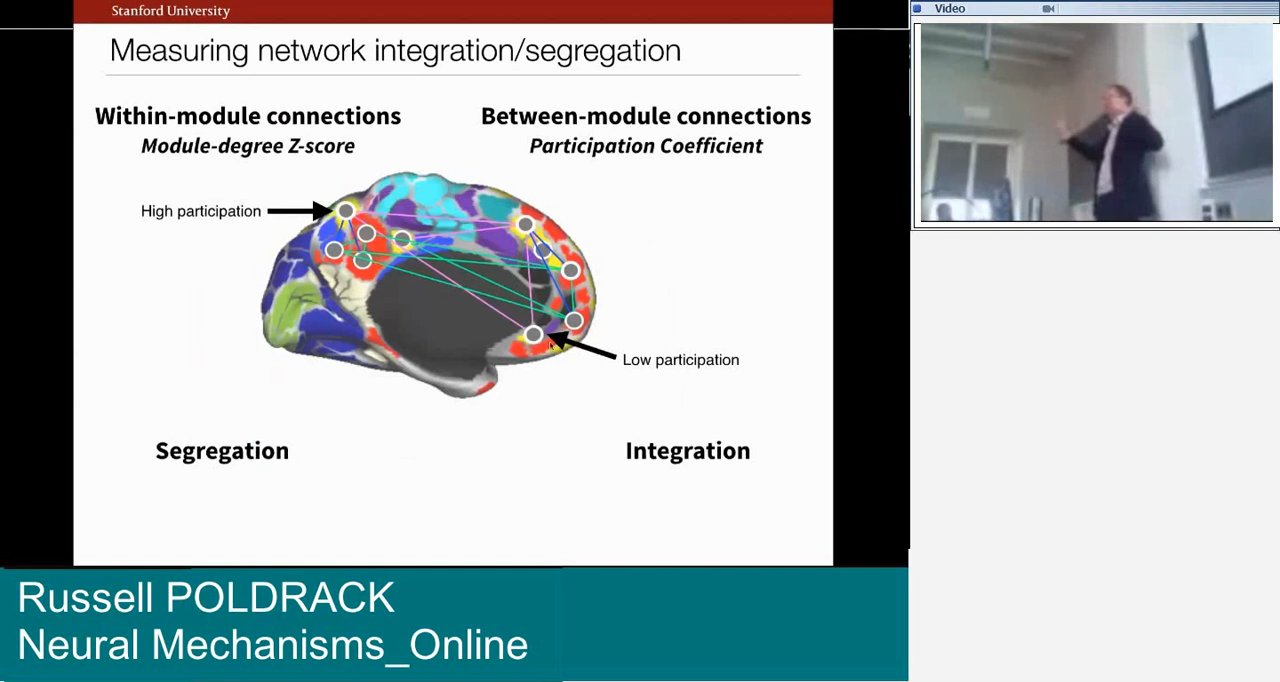 Stanford University
Measuring network integration/segregation
Within-module connections
Module-degree Z-score
Between-module connections
Participation Coefficient
High participation
Low participation
Segregation
Integration
Russell POLDRACK
Neural Mechanisms_Online
Video